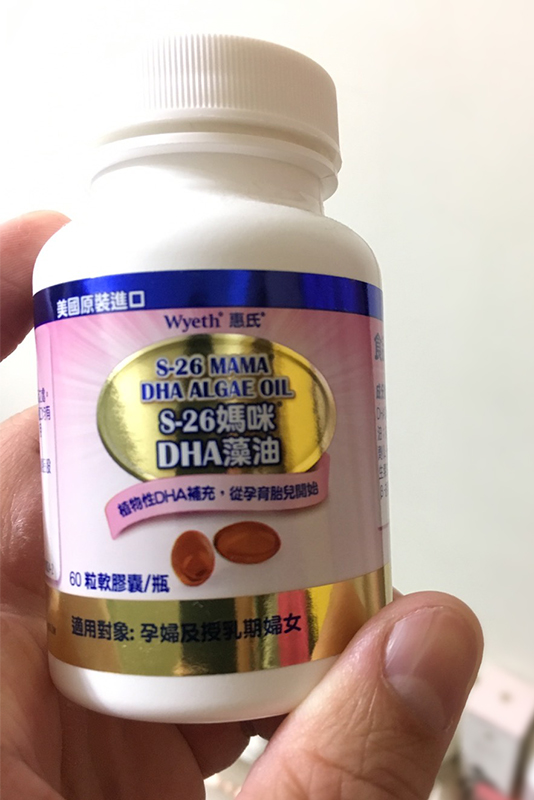 美國原裝進口
Wyeth® 惠氏®
S-26 MAMA
DHA ALGAE OIL
S-26媽咪®
DHA藻油
植物性DHA補充，從孕育胎兒開始
60 粒軟膠囊/瓶
適用對象: 孕婦及授乳期婦女